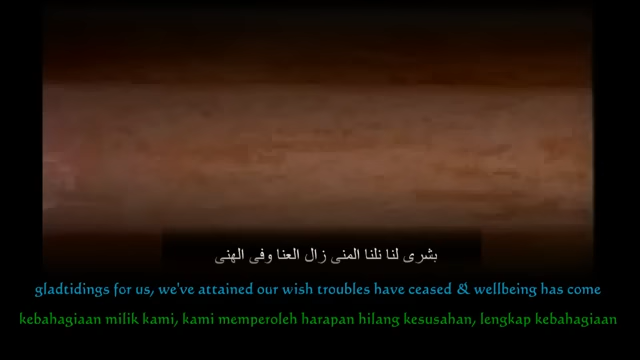 بشرى لنا نلنا المنى زال العنا وفى الهنى
gladtidings for us, we've attained our wish troubles have ceased & wellbeing has come
kebahagiaan milik kami, kami memperoleh harapan hilang kesusahan, lengkap kebahagiaan